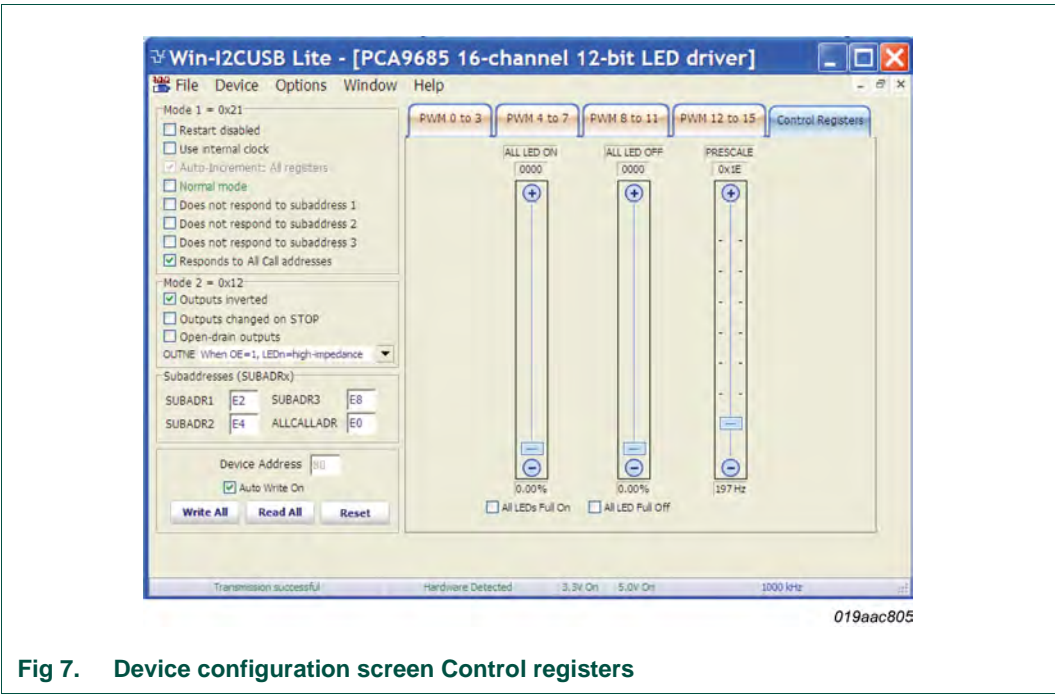 Win-I2CUSB Lite - [PCA9685 16-channel 12-bit LED driver]
File Device Options Window Help
Mode 1 = 0x21
Restart disabled
Use internal clock
Auto-Increment: All registers
Normal mode
Does not respond to subaddress 1
Does not respond to subaddress 2
Does not respond to subaddress 3
Responds to All Call addresses
Mode 2 = 0x12
Outputs inverted
Outputs changed on STOP
Open-drain outputs
OUTNE When OE=1, LEDn=high-impedance
Subaddresses (SUBADRx)
SUBADR1 E2 SUBADR3 E8
SUBADR2 E4 ALLCALLADR E0
Device Address 80
Auto Write On
Write All Read All Reset
PWM 0 to 3 PWM 4 to 7 PWM 8 to 11 PWM 12 to 15 Control Registers
ALL LED ON ALL LED OFF PRESCALE
0000 0000 0x1E
0.00% 0.00% 197 Hz
All LEDs Full On All LED Full Off
Transmission successful Hardware Detected 3.3V On 5.0V On 1000 kHz
019aac805
Fig 7. Device configuration screen Control registers